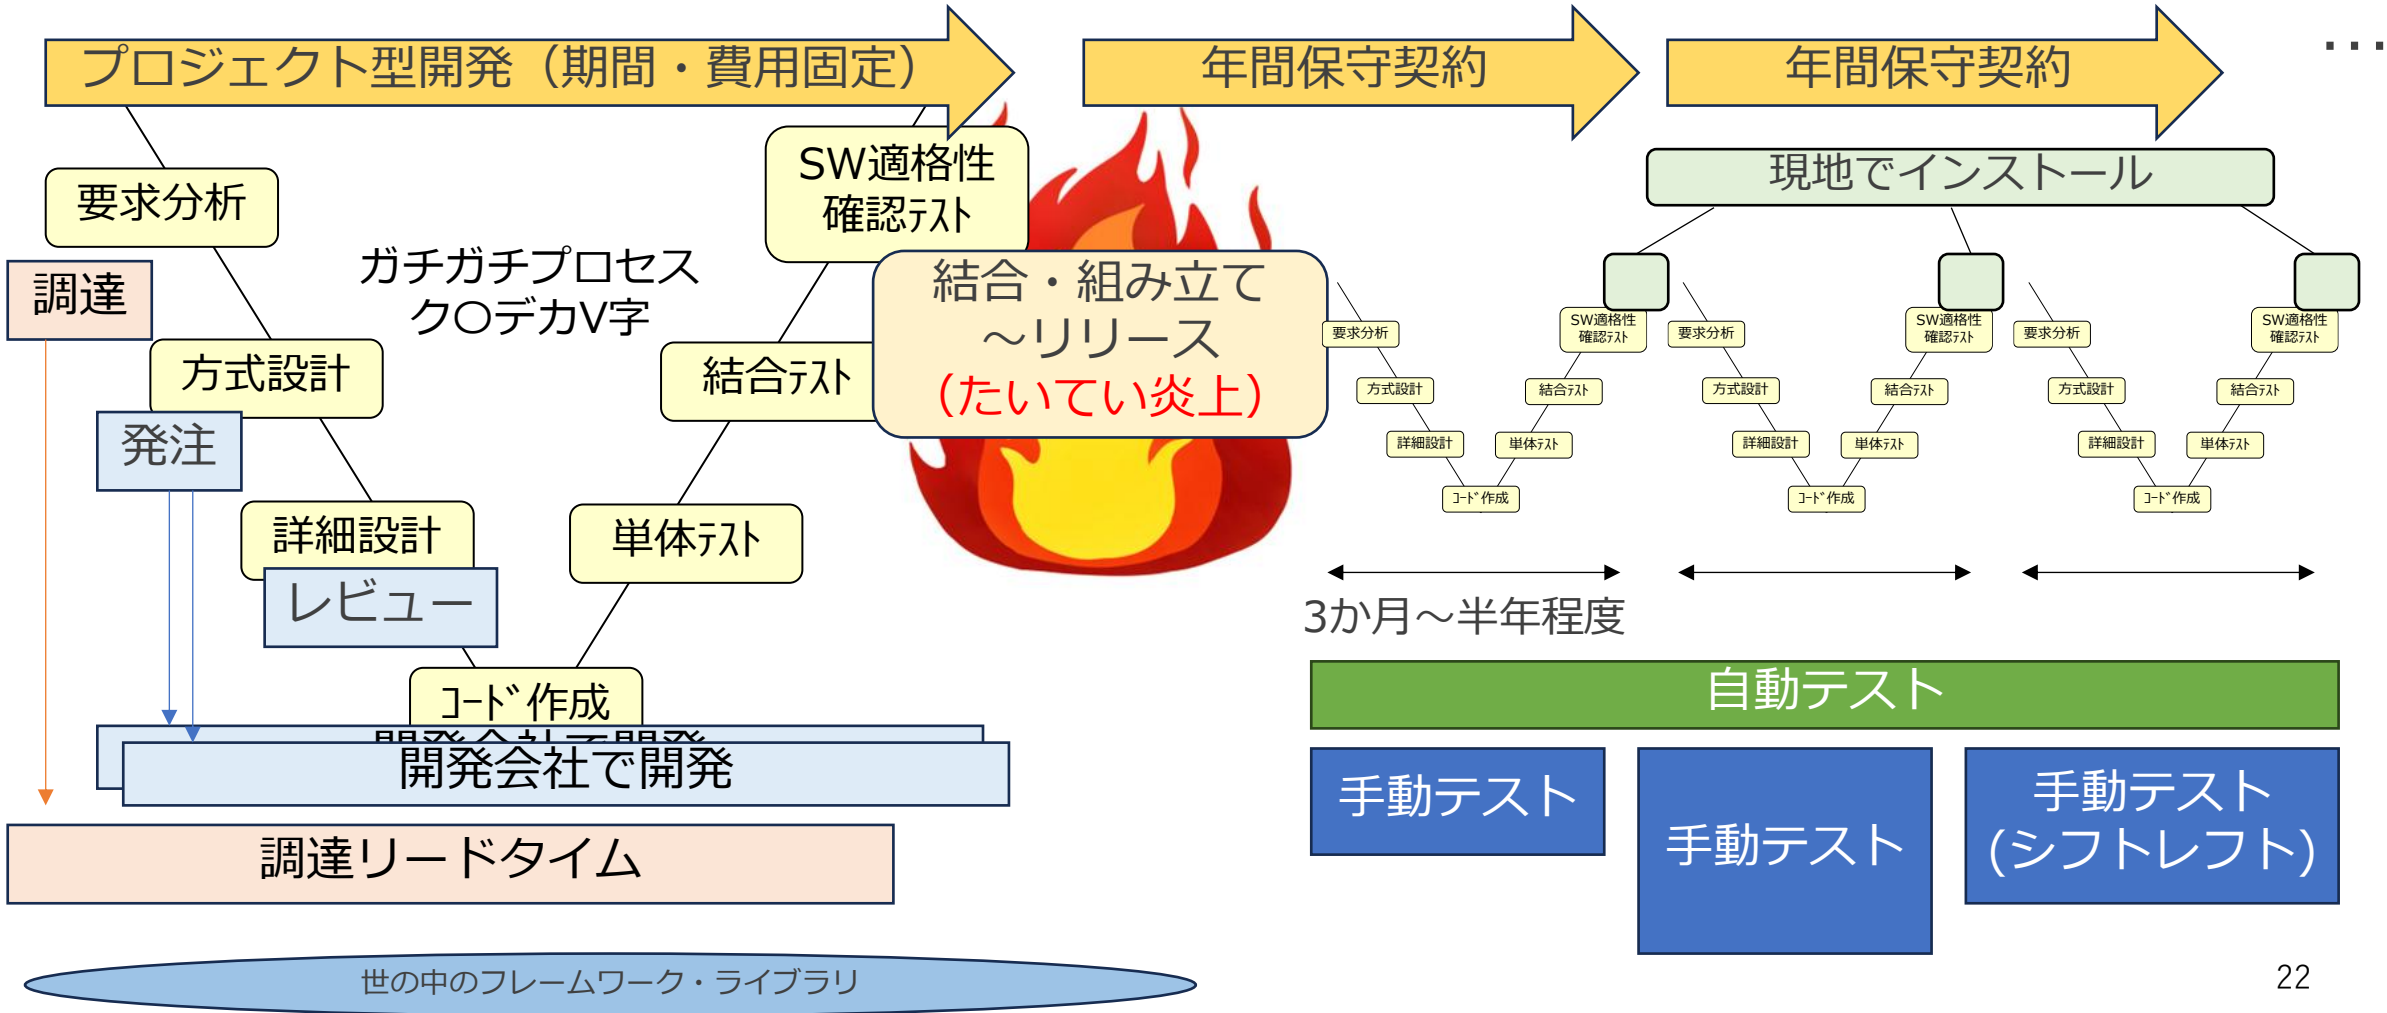 プロジェクト型開発（期間・費用固定）
年間保守契約
年間保守契約
…
要求分析
調達
方式設計
発注
詳細設計
レビュー
ｺｰﾄﾞ作成
ガチガチプロセス
ク〇デカV字
SW適格性
確認ﾃｽﾄ
結合ﾃｽﾄ
単体ﾃｽﾄ
結合・組み立て
～リリース
（たいてい炎上）
開発会社で開発
開発会社で開発
調達リードタイム
世の中のフレームワーク・ライブラリ
現地でインストール
要求分析
方式設計
詳細設計
ｺｰﾄﾞ作成
単体ﾃｽﾄ
結合ﾃｽﾄ
SW適格性
確認ﾃｽﾄ
要求分析
方式設計
詳細設計
ｺｰﾄﾞ作成
単体ﾃｽﾄ
結合ﾃｽﾄ
SW適格性
確認ﾃｽﾄ
要求分析
方式設計
詳細設計
ｺｰﾄﾞ作成
単体ﾃｽﾄ
結合ﾃｽﾄ
SW適格性
確認ﾃｽﾄ
3か月～半年程度
自動テスト
手動テスト
手動テスト
手動テスト
(シフトレフト)
22